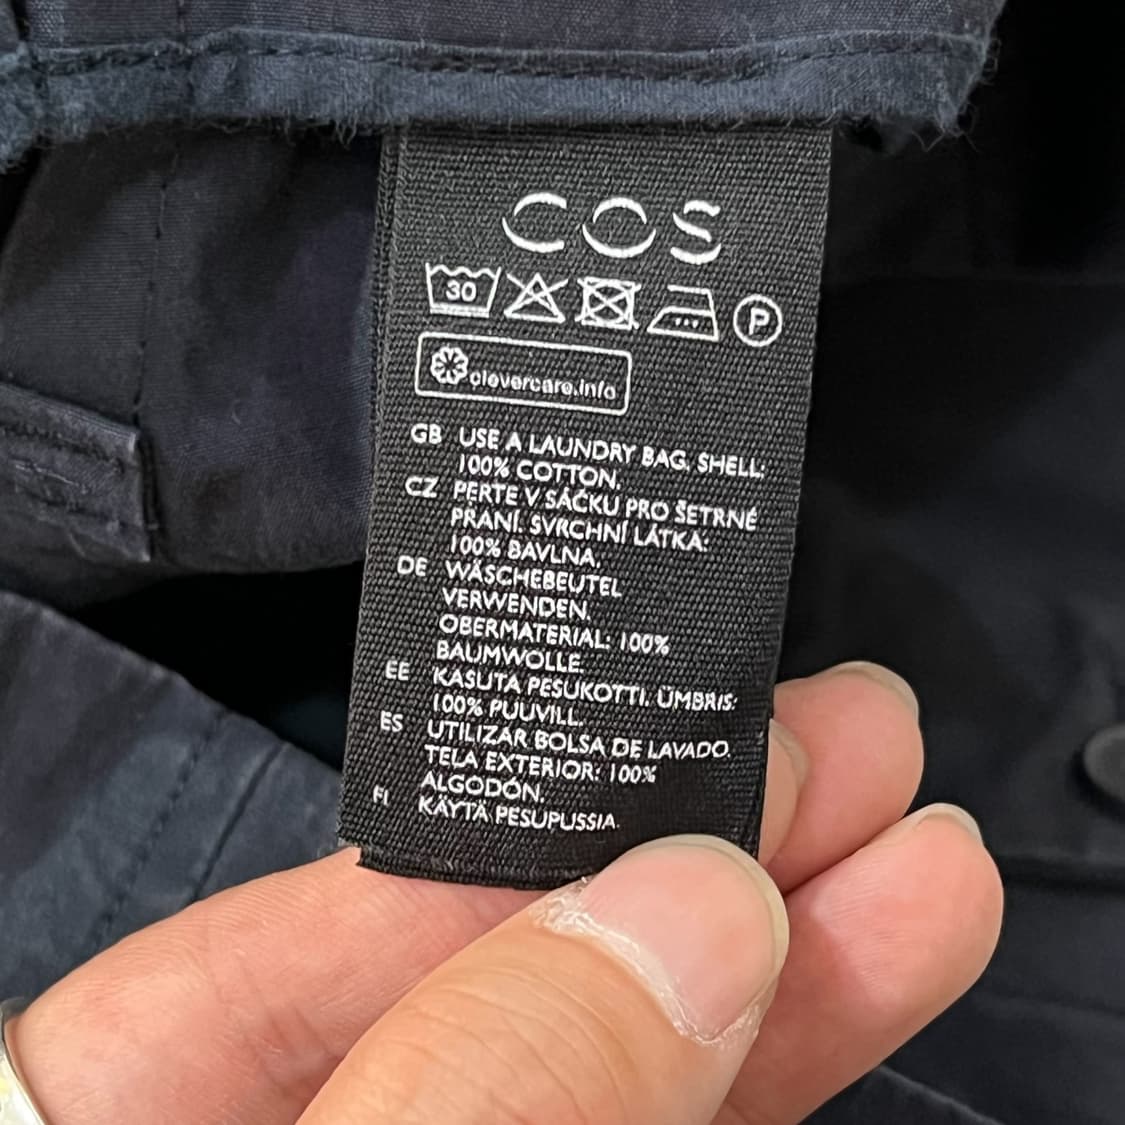 COS
30
P
clevercare.info
GB USE A LAUNDRY BAG. SHELL:
100% COTTON.
CZ PERTE V SÁČKU PRO ŠETRNÉ
PRANÍ. SVRCHNÍ LÁTKA:
100% BAVLNA.
DE WÄSCHEBEUTEL
VERWENDEN.
OBERMATERIAL: 100%
BAUMWOLLE.
EE KASUTA PESUKOTTI. ÜMBRIS:
100% PUUVILL.
ES UTILIZAR BOLSA DE LAVADO.
TELA EXTERIOR: 100%
ALGODÓN.
FI KÄYTÄ PESUPUSSIA.